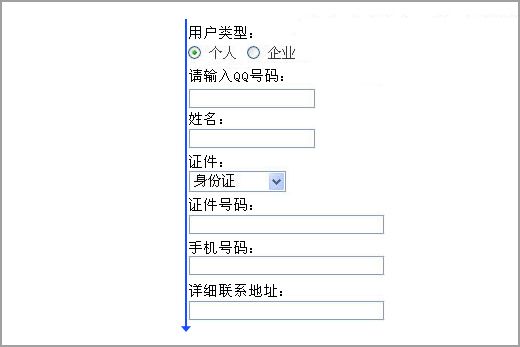 用户类型：
个人 企业
请输入QQ号码：
姓名：
证件：
身份证
证件号码：
手机号码：
详细联系地址：